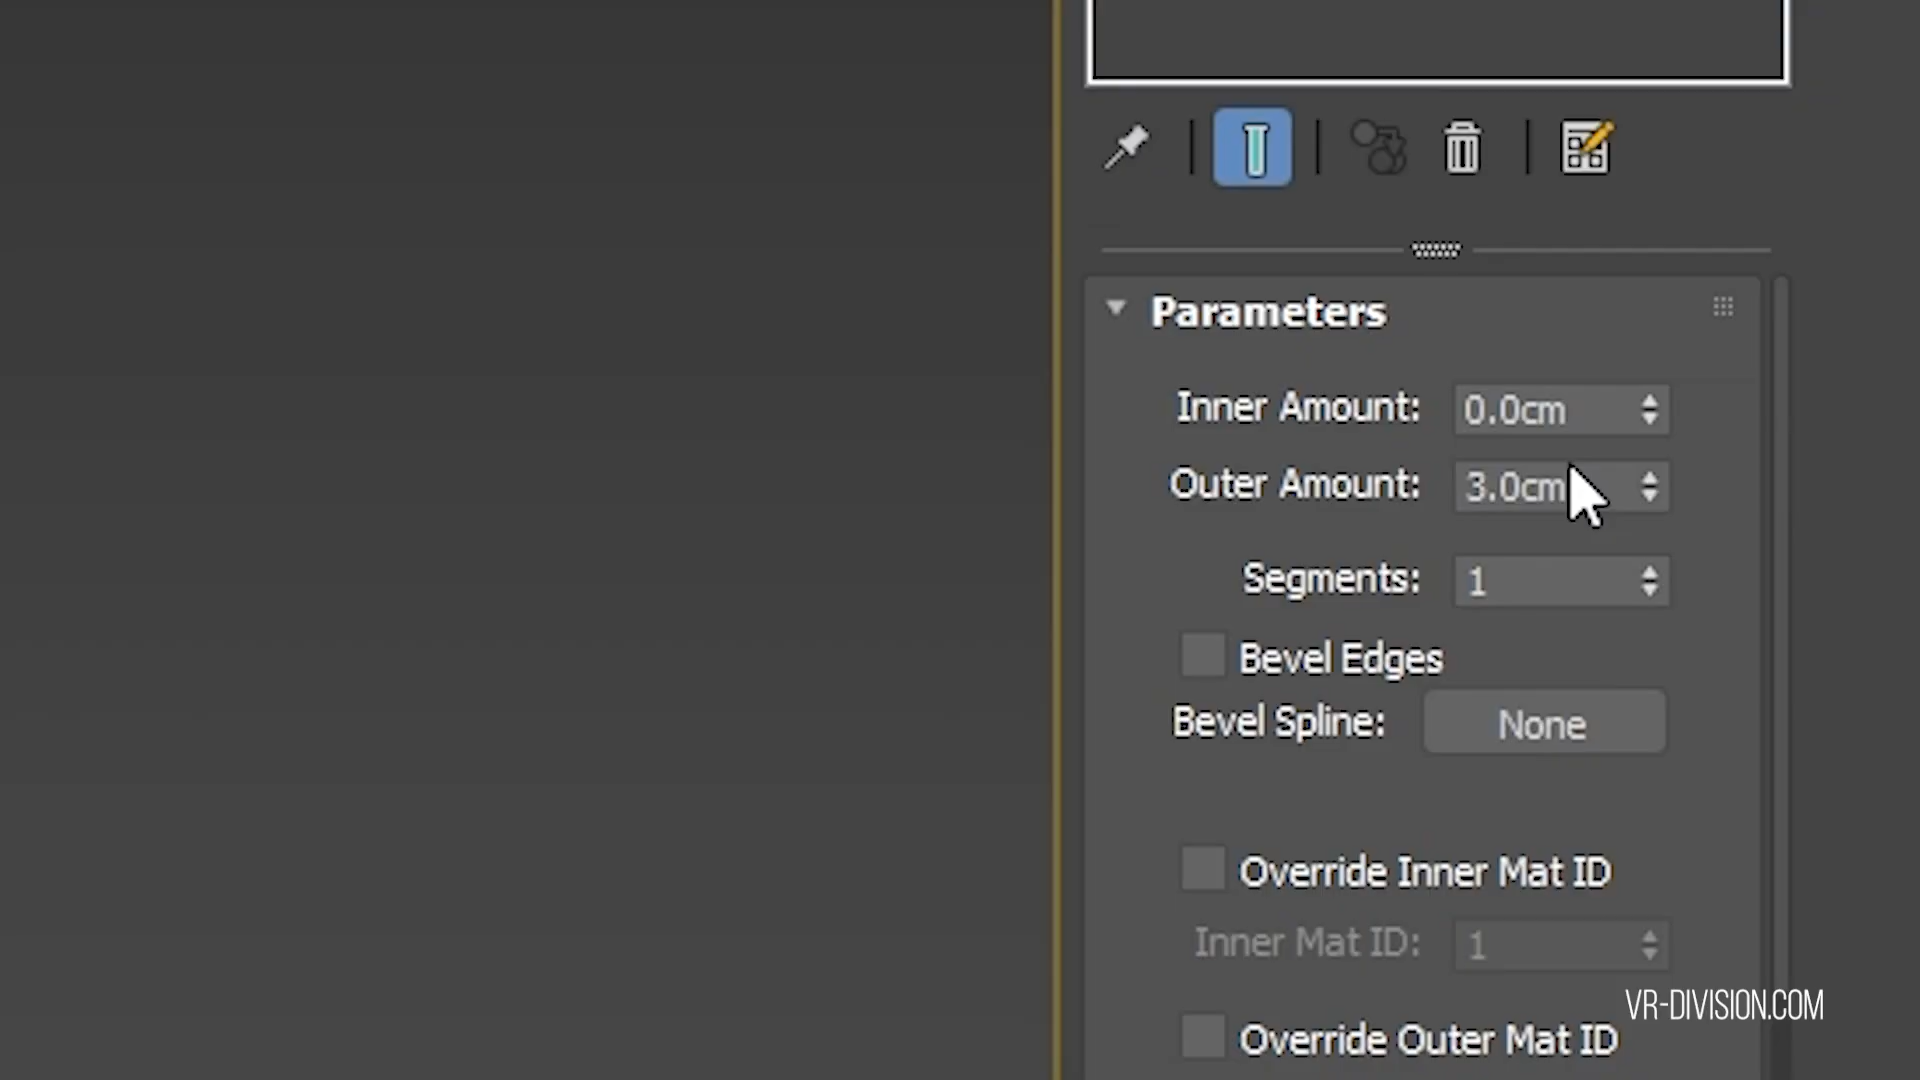 Parameters
Inner Amount: 0.0cm
Outer Amount: 3.0cm
Segments: 1
Bevel Edges
Bevel Spline: None
Override Inner Mat ID
Inner Mat ID: 1
VR-DIVISION.COM
Override Outer Mat ID